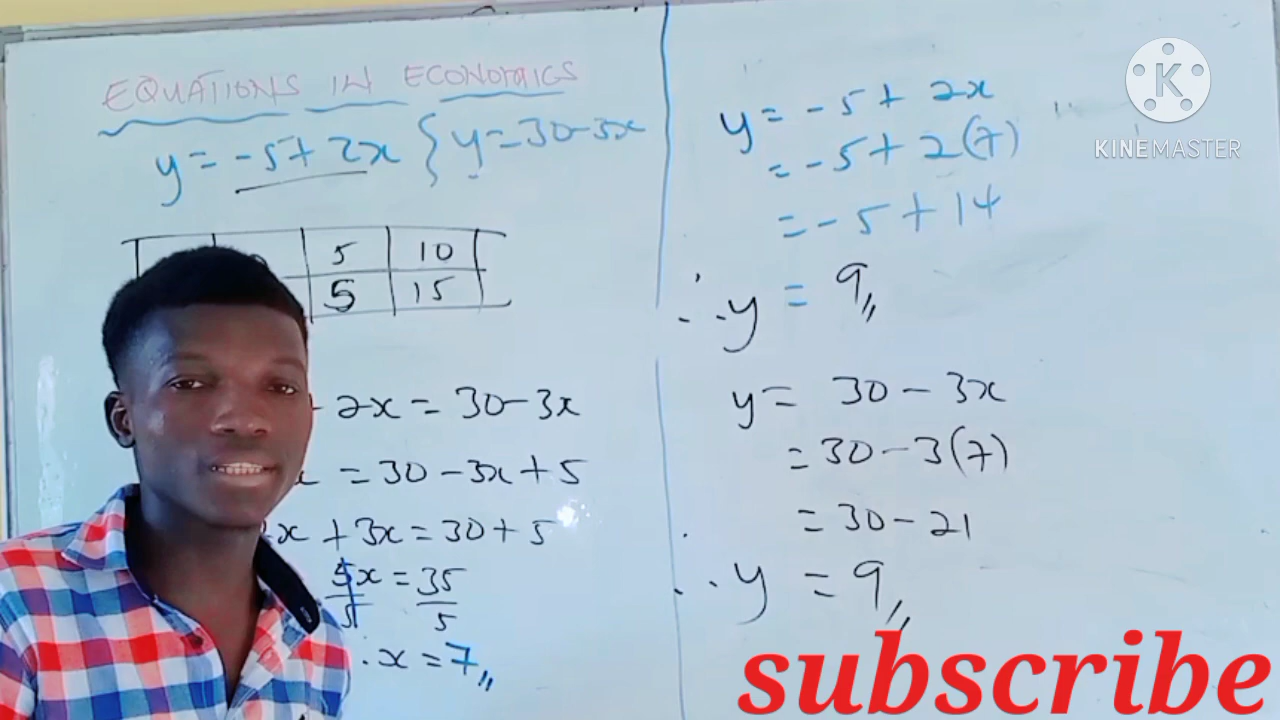 EQUATIONS IN ECONOMICS
y = -5 + 2x { y = 30 - 3x
5 10
5 15
2x = 30 - 3x
x = 30 - 3x + 5
x + 3x = 30 + 5
5x = 35
5 5
. x = 7,,
y = -5 + 2x
= -5 + 2(7)
= -5 + 14
∴ y = 9,,
y = 30 - 3x
= 30 - 3(7)
= 30 - 21
∴ y = 9,,
K
KINEMASTER
subscribe